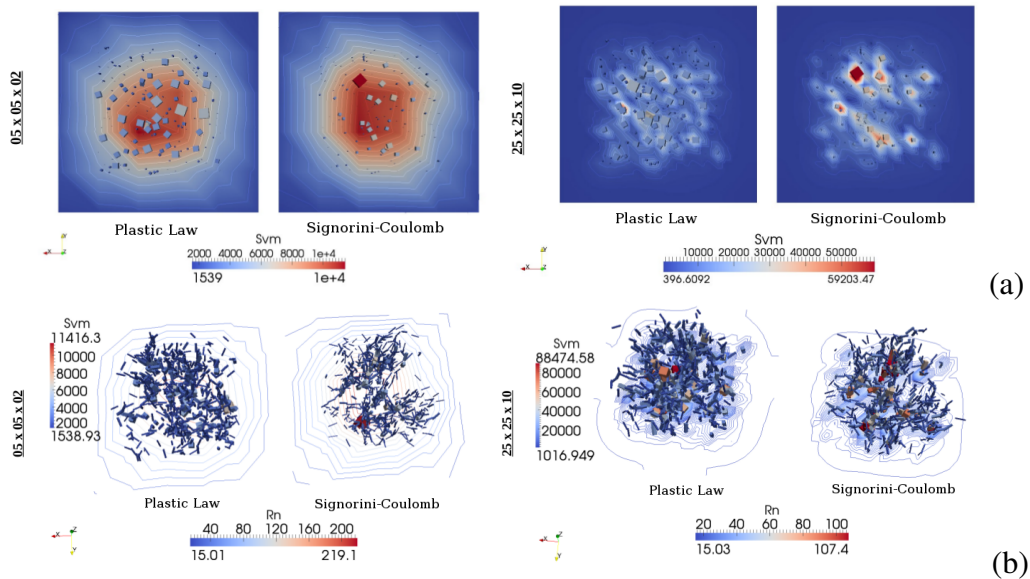 05 x 05 x 02
Plastic Law
Signorini-Coulomb
Svm
2000 4000 6000 8000 1e+4
1539 1e+4
25 x 25 x 10
Plastic Law
Signorini-Coulomb
Svm
10000 20000 30000 40000 50000
396.6092 59203.47
(a)
05 x 05 x 02
Svm
11416.3
10000
8000
6000
4000
2000
1538.93
Plastic Law
Signorini-Coulomb
Rn
40 80 120 160 200
15.01 219.1
25 x 25 x 10
Svm
88474.58
80000
60000
40000
20000
1016.949
Plastic Law
Signorini-Coulomb
Rn
20 40 60 80 100
15.03 107.4
(b)